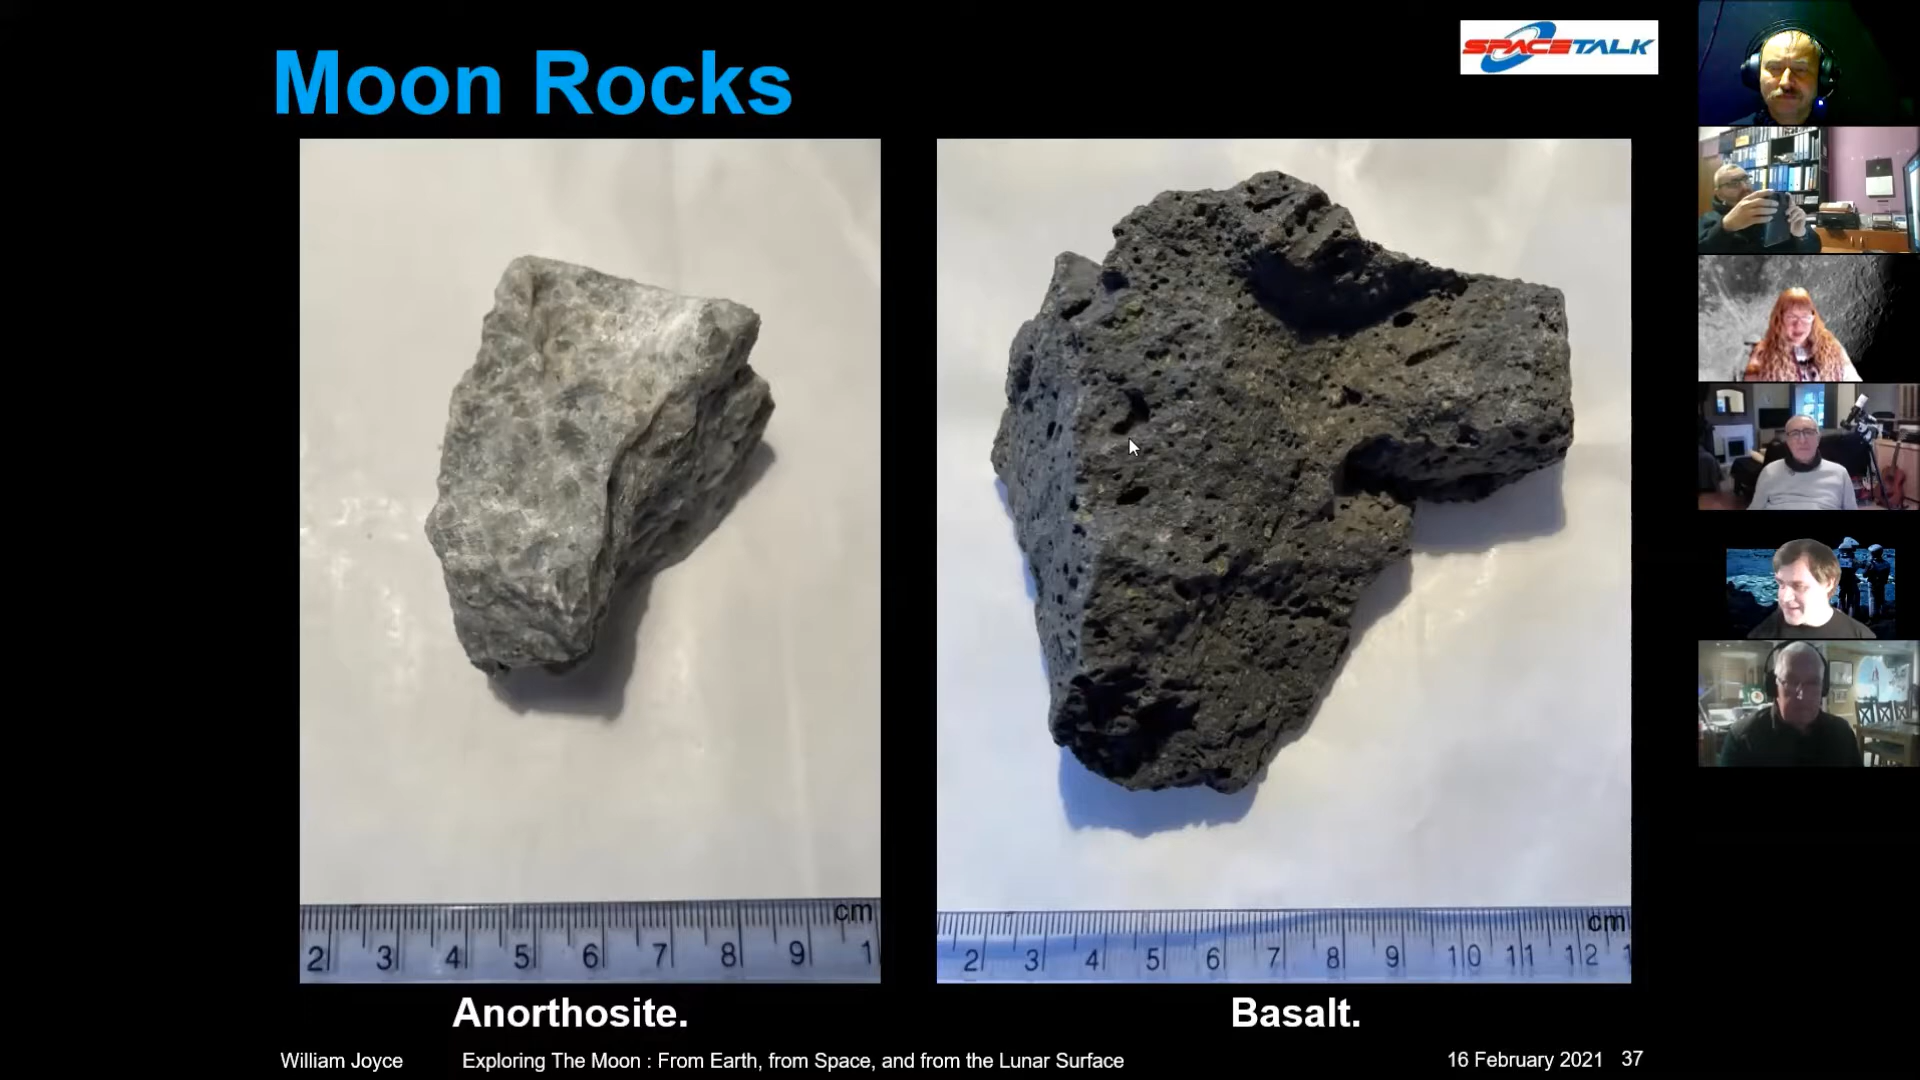 Moon Rocks
SPACETALK
cm
2 3 4 5 6 7 8 9 1
cm
2 3 4 5 6 7 8 9 10 11 12 1
Anorthosite.
Basalt.
William Joyce
Exploring The Moon : From Earth, from Space, and from the Lunar Surface
16 February 2021 37